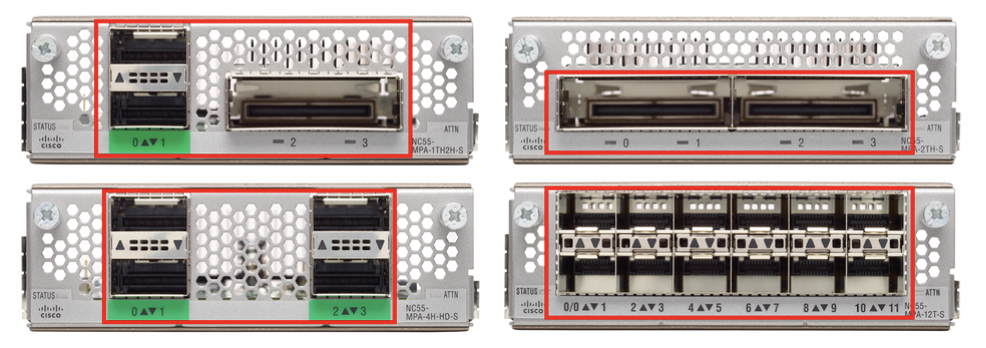 STATUS
CISCO
0 ▲▼ 1
2
3
ATTN
NC55-
MPA-1TH2H-S
STATUS
CISCO
0
1
2
3
ATTN
NC55-
MPA-2TH-S
STATUS
CISCO
0 ▲▼ 1
2 ▲▼ 3
ATTN
NC55-
MPA-4H-HD-S
STATUS
CISCO
0/0 ▲▼ 1
2 ▲▼ 3
4 ▲▼ 5
6 ▲▼ 7
8 ▲▼ 9
10 ▲▼ 11
ATTN
NC55-
MPA-12T-S